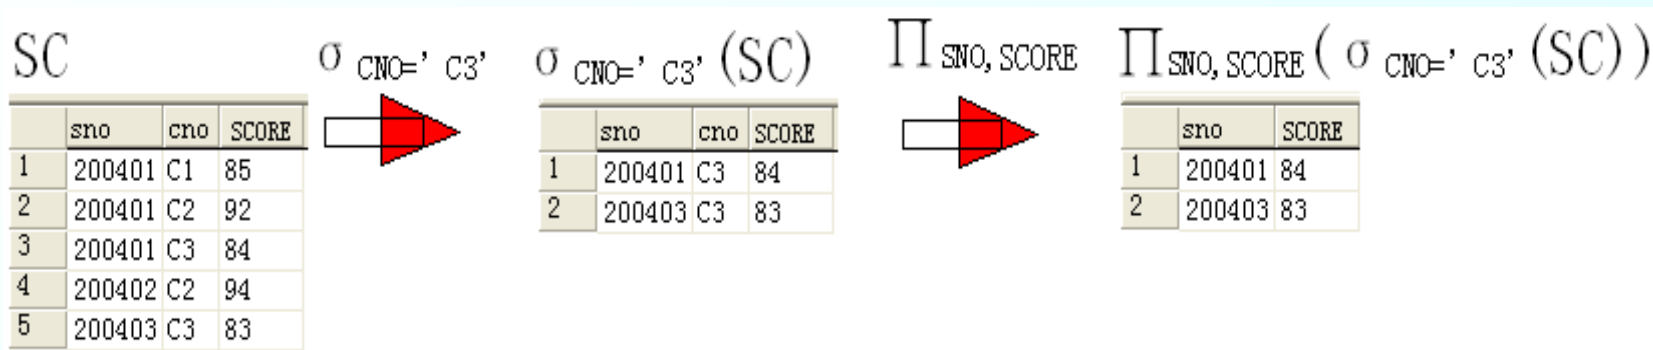 SC
σ CNO=’ C3’
σ CNO=’ C3’ (SC)
∏ SNO, SCORE
∏ SNO, SCORE ( σ CNO=’ C3’ (SC) )
sno cno SCORE
1 200401 C1 85
2 200401 C2 92
3 200401 C3 84
4 200402 C2 94
5 200403 C3 83
sno cno SCORE
1 200401 C3 84
2 200403 C3 83
sno SCORE
1 200401 84
2 200403 83